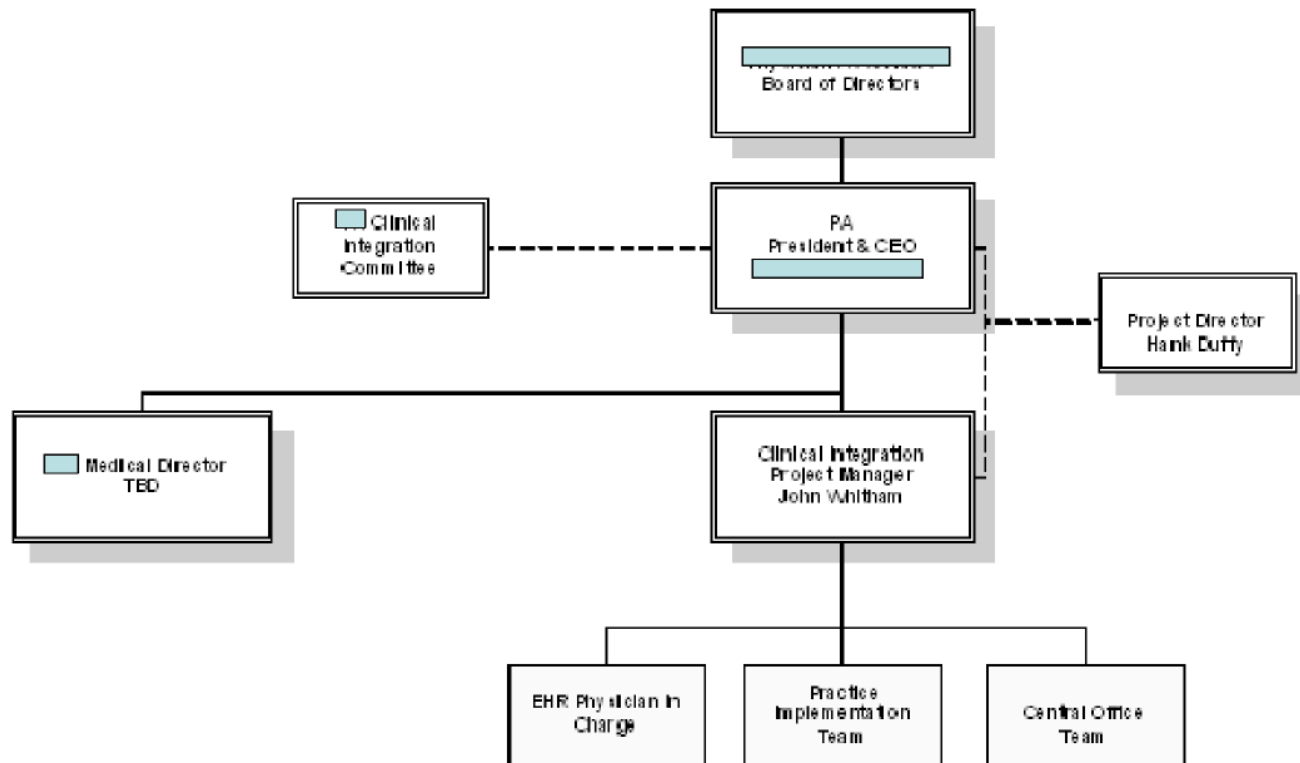 Board of Directors
Clinical
Integration
Committee
PA
President & CEO
Project Director
Hank Duffy
Medical Director
TBD
Clinical Integration
Project Manager
John Whitham
EHR Physician in
Charge
Practice
Implementation
Team
Central Office
Team